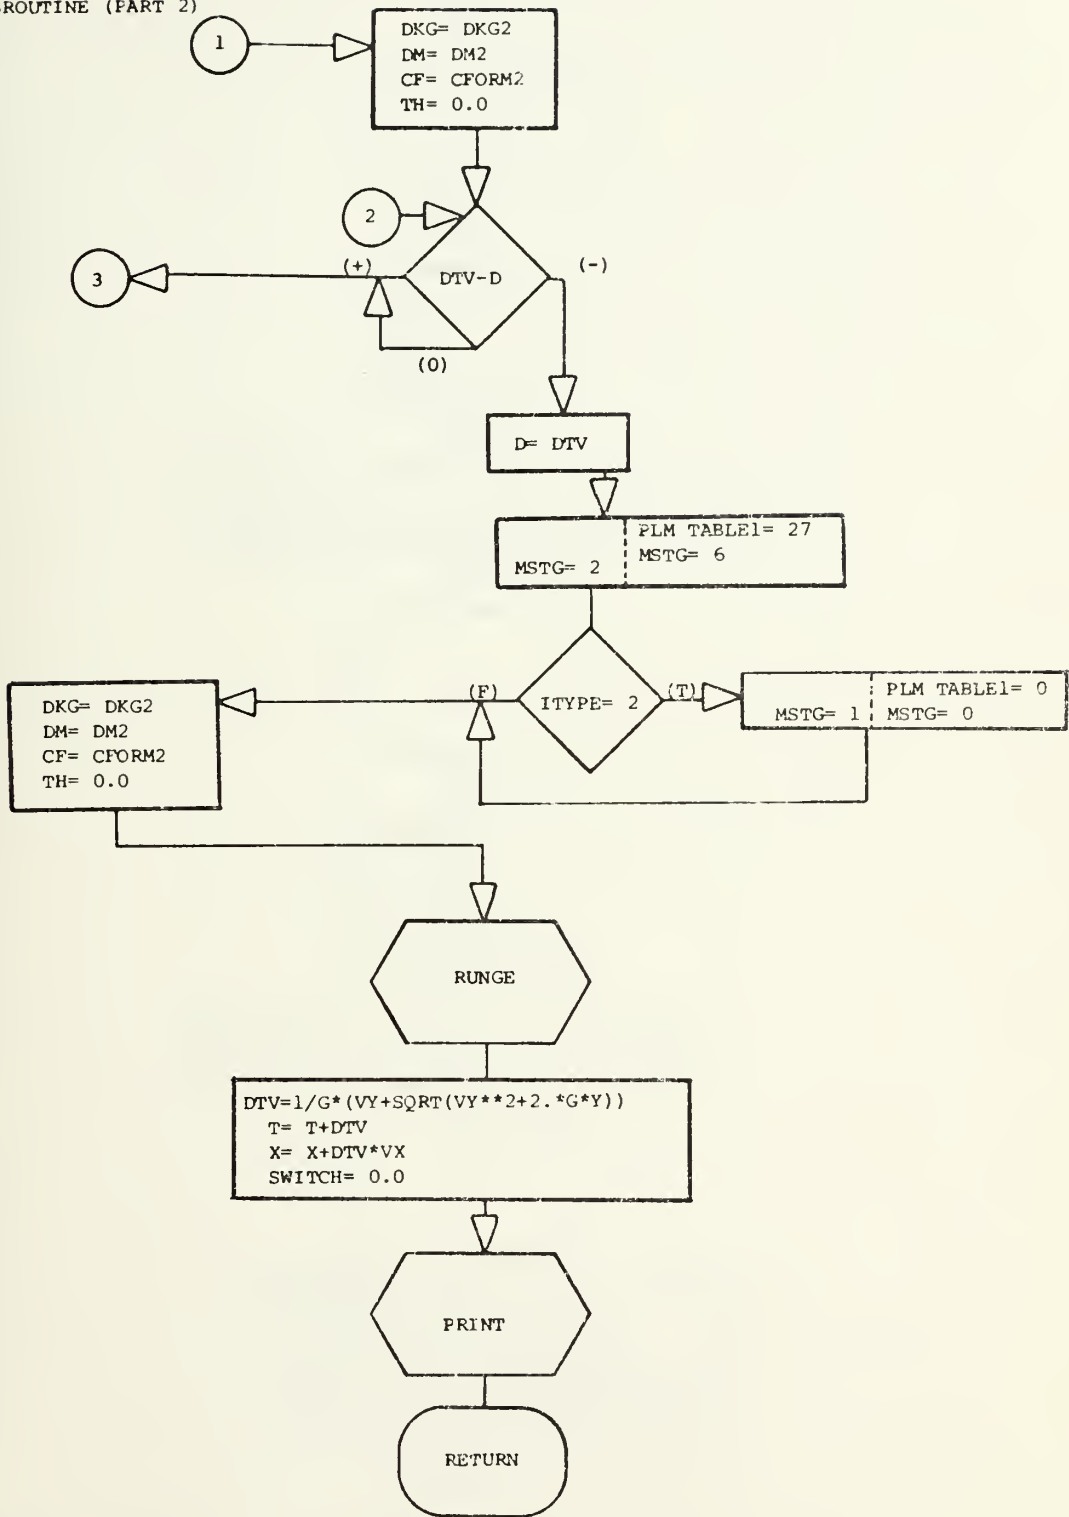 ROUTINE (PART 2)
1
DKG= DKG2
DM= DM2
CF= CFORM2
TH= 0.0
2
3
(+)
DTV-D
(-)
(0)
D= DTV
MSTG= 2
PLM TABLE1= 27
MSTG= 6
DKG= DKG2
DM= DM2
CF= CFORM2
TH= 0.0
(F)
ITYPE= 2
(T)
MSTG= 1
PLM TABLE1= 0
MSTG= 0
RUNGE
DTV=1/G*(VY+SQRT(VY**2+2.*G*Y))
T= T+DTV
X= X+DTV*VX
SWITCH= 0.0
PRINT
RETURN